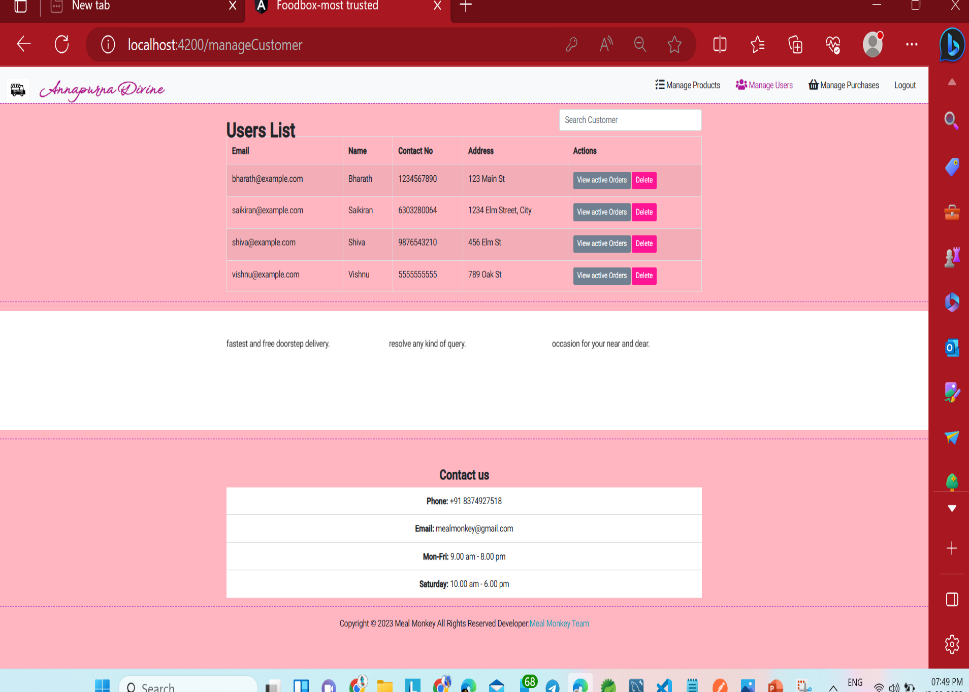 New tab
Foodbox-most trusted
localhost:4200/manageCustomer
Annapurna Divine
Manage Products
Manage Users
Manage Purchases
Logout
Users List
Search Customer
Email Name Contact No Address Actions
bharath@example.com Bharath 1234567890 123 Main St View active Orders Delete
saikiran@example.com Saikiran 6303280064 1234 Elm Street, City View active Orders Delete
shiva@example.com Shiva 9876543210 456 Elm St View active Orders Delete
vishnu@example.com Vishnu 5555555555 789 Oak St View active Orders Delete
fastest and free doorstep delivery. resolve any kind of query. occasion for your near and dear.
Contact us
Phone: +91 8374927518
Email: mealmonkey@gmail.com
Mon-Fri: 9.00 am - 8.00 pm
Saturday: 10.00 am - 6.00 pm
Copyright © 2023 Meal Monkey All Rights Reserved Developer:Meal Monkey Team
Search
68
ENG
07:49 PM